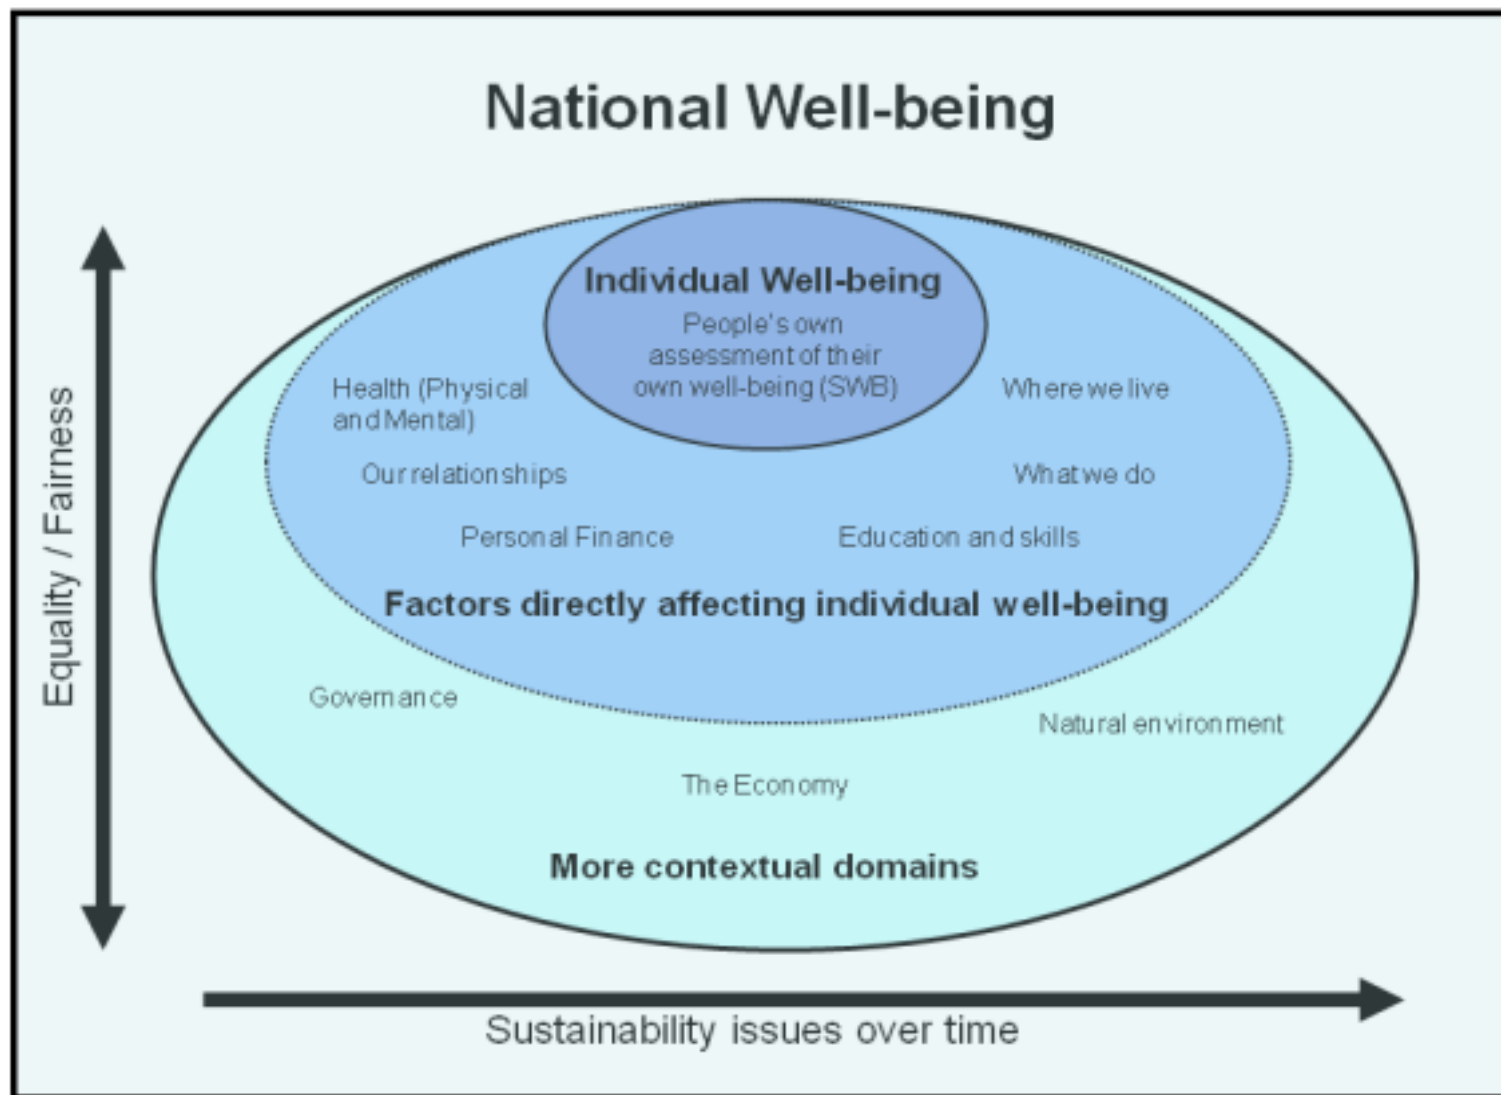 National Well-being
Individual Well-being
People's own
assessment of their
own well-being (SWB)
Health (Physical
and Mental)
Where we live
Our relationships
What we do
Personal Finance
Education and skills
Factors directly affecting individual well-being
Governance
Natural environment
The Economy
More contextual domains
Equality / Fairness
Sustainability issues over time